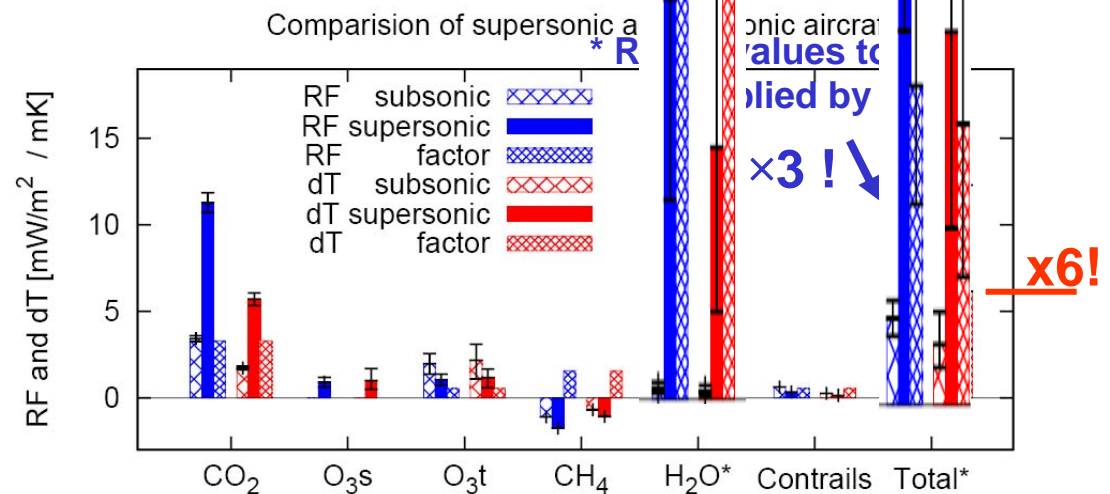 Comparision of supersonic a onic aircraf
* R values to
plied by
RF subsonic
RF supersonic
RF factor
dT subsonic
dT supersonic
dT factor
×3 !
x6!
RF and dT [mW/m² / mK]
15
10
5
0
CO₂ O₃s O₃t CH₄ H₂O* Contrails Total*